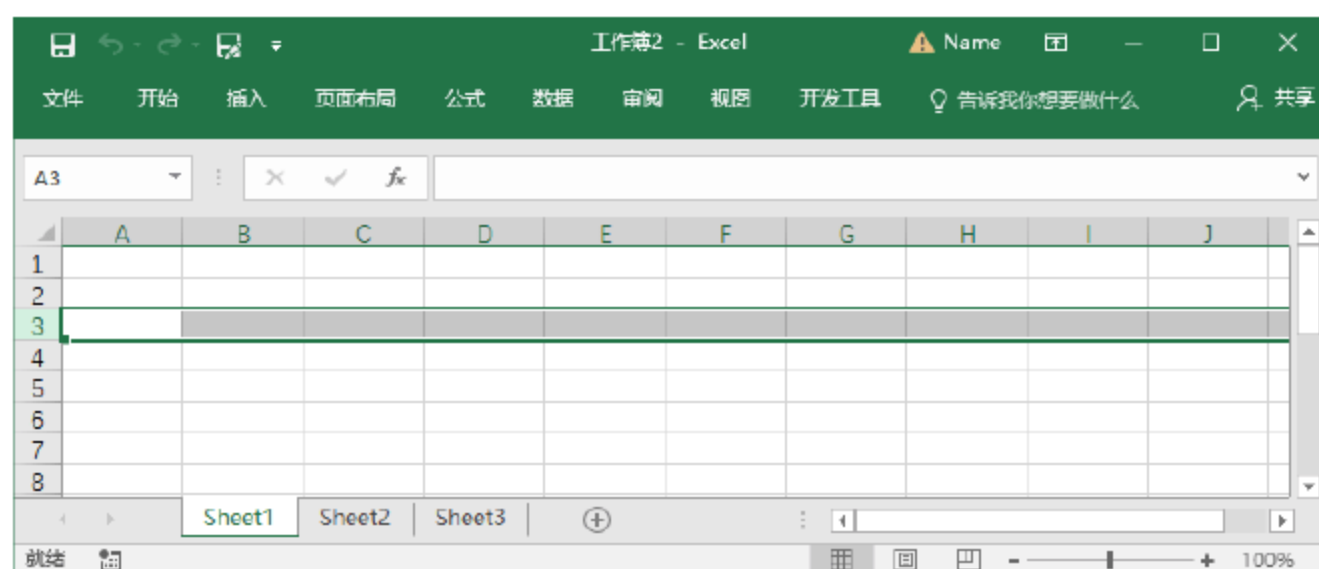 工作簿2 - Excel
Name
文件 开始 插入 页面布局 公式 数据 审阅 视图 开发工具 告诉我你想要做什么 共享
A3 fx
A B C D E F G H I J
1
2
3
4
5
6
7
8
Sheet1 Sheet2 Sheet3
就绪 100%